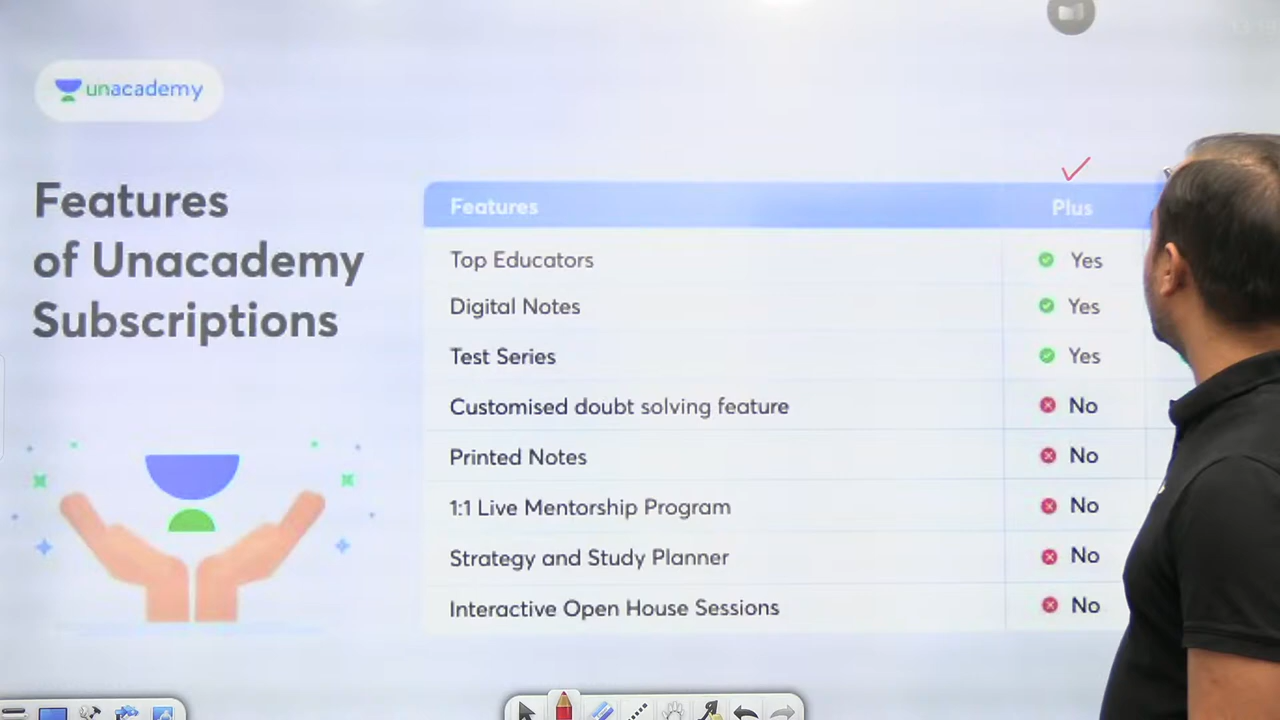 unacademy
Features
of Unacademy
Subscriptions
Features Plus
Top Educators Yes
Digital Notes Yes
Test Series Yes
Customised doubt solving feature No
Printed Notes No
1:1 Live Mentorship Program No
Strategy and Study Planner No
Interactive Open House Sessions No